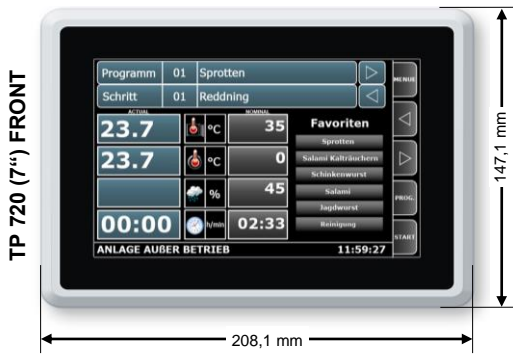 TP 720 (7“) FRONT
Programm 01 Sprotten
Schritt 01 Reddning
MENUE
ACTUAL NOMINAL
23.7 °C 35
Favoriten
Sprotten
23.7 °C 0
Salami Kalträuchern
Schinkenwurst
% 45
Salami
PROG.
Jagdwurst
00:00 h/min 02:33
Reinigung
START
ANLAGE AUßER BETRIEB 11:59:27
147,1 mm
208,1 mm